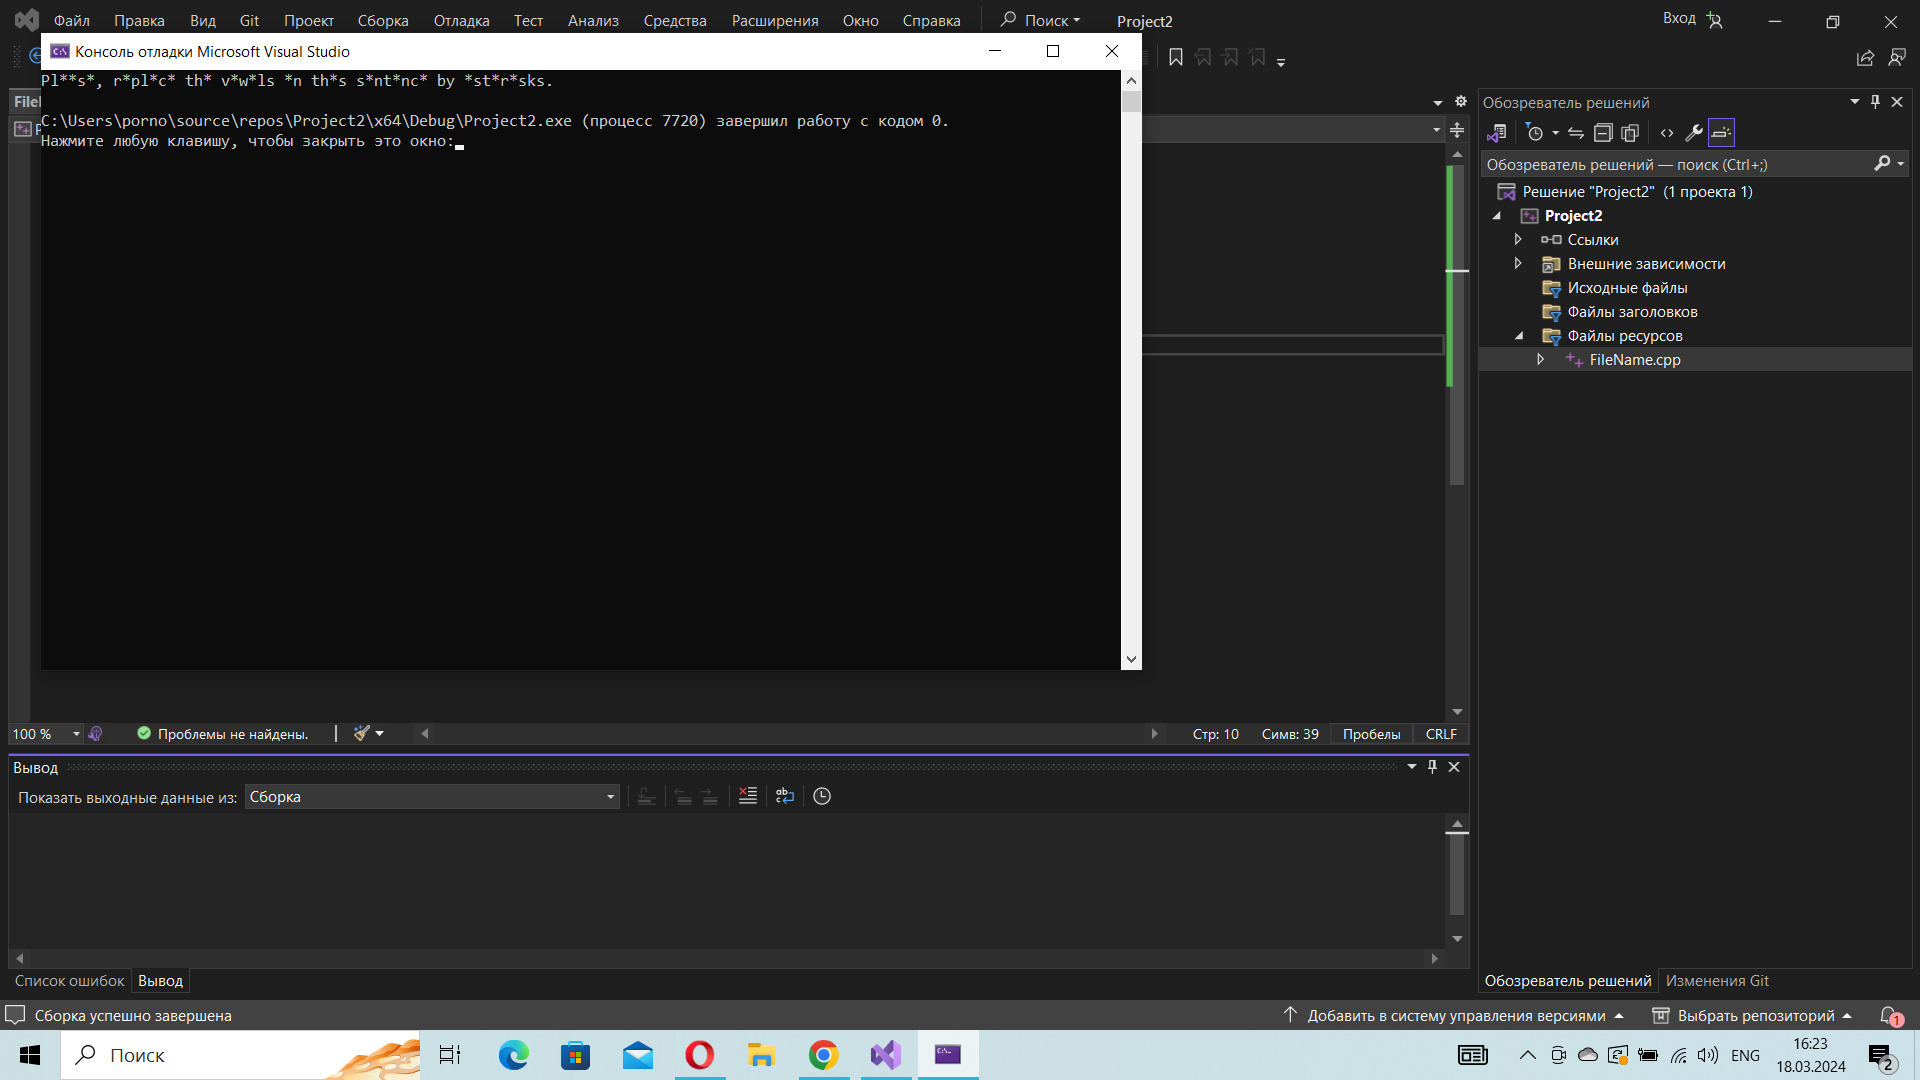 Файл Правка Вид Git Проект Сборка Отладка Тест Анализ Средства Расширения Окно Справка Поиск Project2 Вход
Консоль отладки Microsoft Visual Studio
Pl**s*, r*pl*c* th* v*w*ls *n th*s s*nt*nc* by *st*r*sks.
C:\Users\porno\source\repos\Project2\x64\Debug\Project2.exe (процесс 7720) завершил работу с кодом 0.
Нажмите любую клавишу, чтобы закрыть это окно:
Обозреватель решений
Обозреватель решений — поиск (Ctrl+;)
Решение "Project2" (1 проекта 1)
Project2
Ссылки
Внешние зависимости
Исходные файлы
Файлы заголовков
Файлы ресурсов
FileName.cpp
100 % Проблемы не найдены. Стр: 10 Симв: 39 Пробелы CRLF
Вывод
Показать выходные данные из: Сборка
Список ошибок Вывод
Обозреватель решений Изменения Git
Сборка успешно завершена Добавить в систему управления версиями Выбрать репозиторий 1
Поиск
ENG
16:23
18.03.2024
2